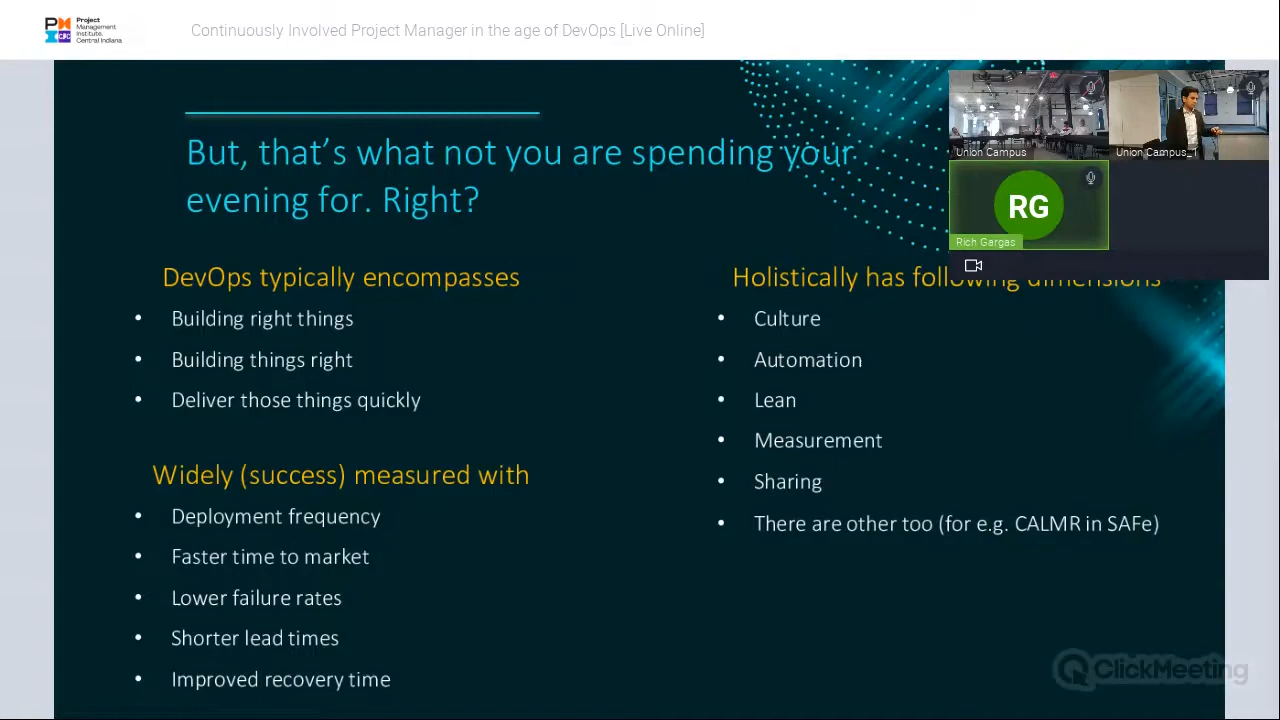 PM
Project
Management
Institute.
Central Indiana
Continuously Involved Project Manager in the age of DevOps [Live Online]
But, that's what not you are spending your
evening for. Right?
Union Campus
Union Campus_1
RG
Rich Gargas
DevOps typically encompasses
• Building right things
• Building things right
• Deliver those things quickly
Widely (success) measured with
• Deployment frequency
• Faster time to market
• Lower failure rates
• Shorter lead times
• Improved recovery time
Holistically has following dimensions
• Culture
• Automation
• Lean
• Measurement
• Sharing
• There are other too (for e.g. CALMR in SAFe)
ClickMeeting